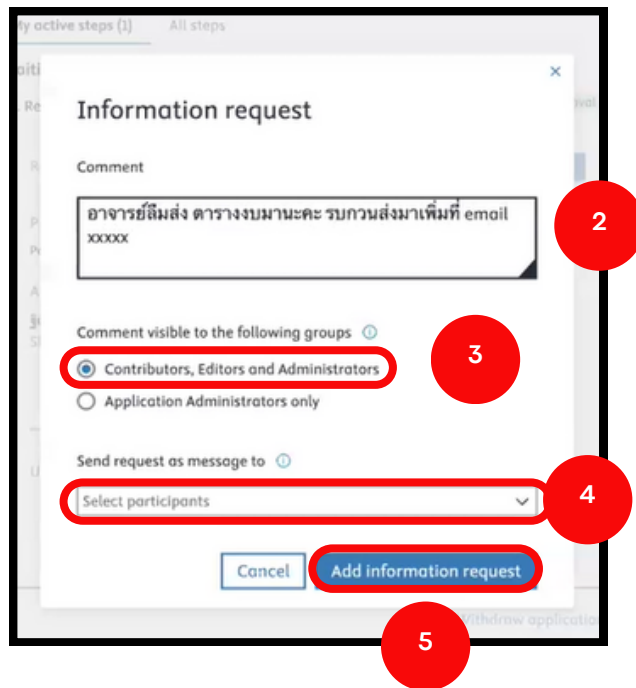 My active steps (1) All steps
Information request
Comment
อาจารย์ลืมส่ง ตารางงบมานะคะ รบกวนส่งมาเพิ่มที่ email
xxxxx
2
Comment visible to the following groups
3
Contributors, Editors and Administrators
Application Administrators only
Send request as message to
Select participants
4
Cancel Add information request
Withdraw application
5